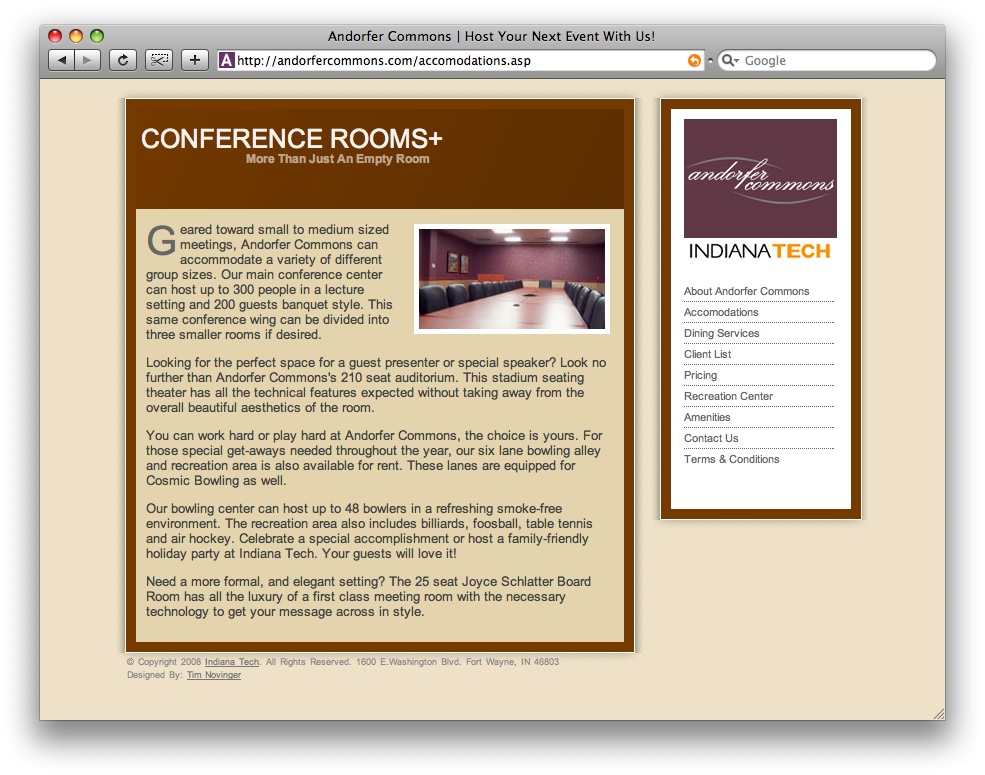 Andorfer Commons | Host Your Next Event With Us!
http://andorfercommons.com/accomodations.asp
Google
CONFERENCE ROOMS+
More Than Just An Empty Room
Geared toward small to medium sized
meetings, Andorfer Commons can
accommodate a variety of different
group sizes. Our main conference center
can host up to 300 people in a lecture
setting and 200 guests banquet style. This
same conference wing can be divided into
three smaller rooms if desired.
Looking for the perfect space for a guest presenter or special speaker? Look no
further than Andorfer Commons's 210 seat auditorium. This stadium seating
theater has all the technical features expected without taking away from the
overall beautiful aesthetics of the room.
You can work hard or play hard at Andorfer Commons, the choice is yours. For
those special get-aways needed throughout the year, our six lane bowling alley
and recreation area is also available for rent. These lanes are equipped for
Cosmic Bowling as well.
Our bowling center can host up to 48 bowlers in a refreshing smoke-free
environment. The recreation area also includes billiards, foosball, table tennis
and air hockey. Celebrate a special accomplishment or host a family-friendly
holiday party at Indiana Tech. Your guests will love it!
Need a more formal, and elegant setting? The 25 seat Joyce Schlatter Board
Room has all the luxury of a first class meeting room with the necessary
technology to get your message across in style.
© Copyright 2008 Indiana Tech. All Rights Reserved. 1600 E.Washington Blvd. Fort Wayne, IN 46803
Designed By: Tim Novinger
andorfer
commons
INDIANA TECH
About Andorfer Commons
Accomodations
Dining Services
Client List
Pricing
Recreation Center
Amenities
Contact Us
Terms & Conditions